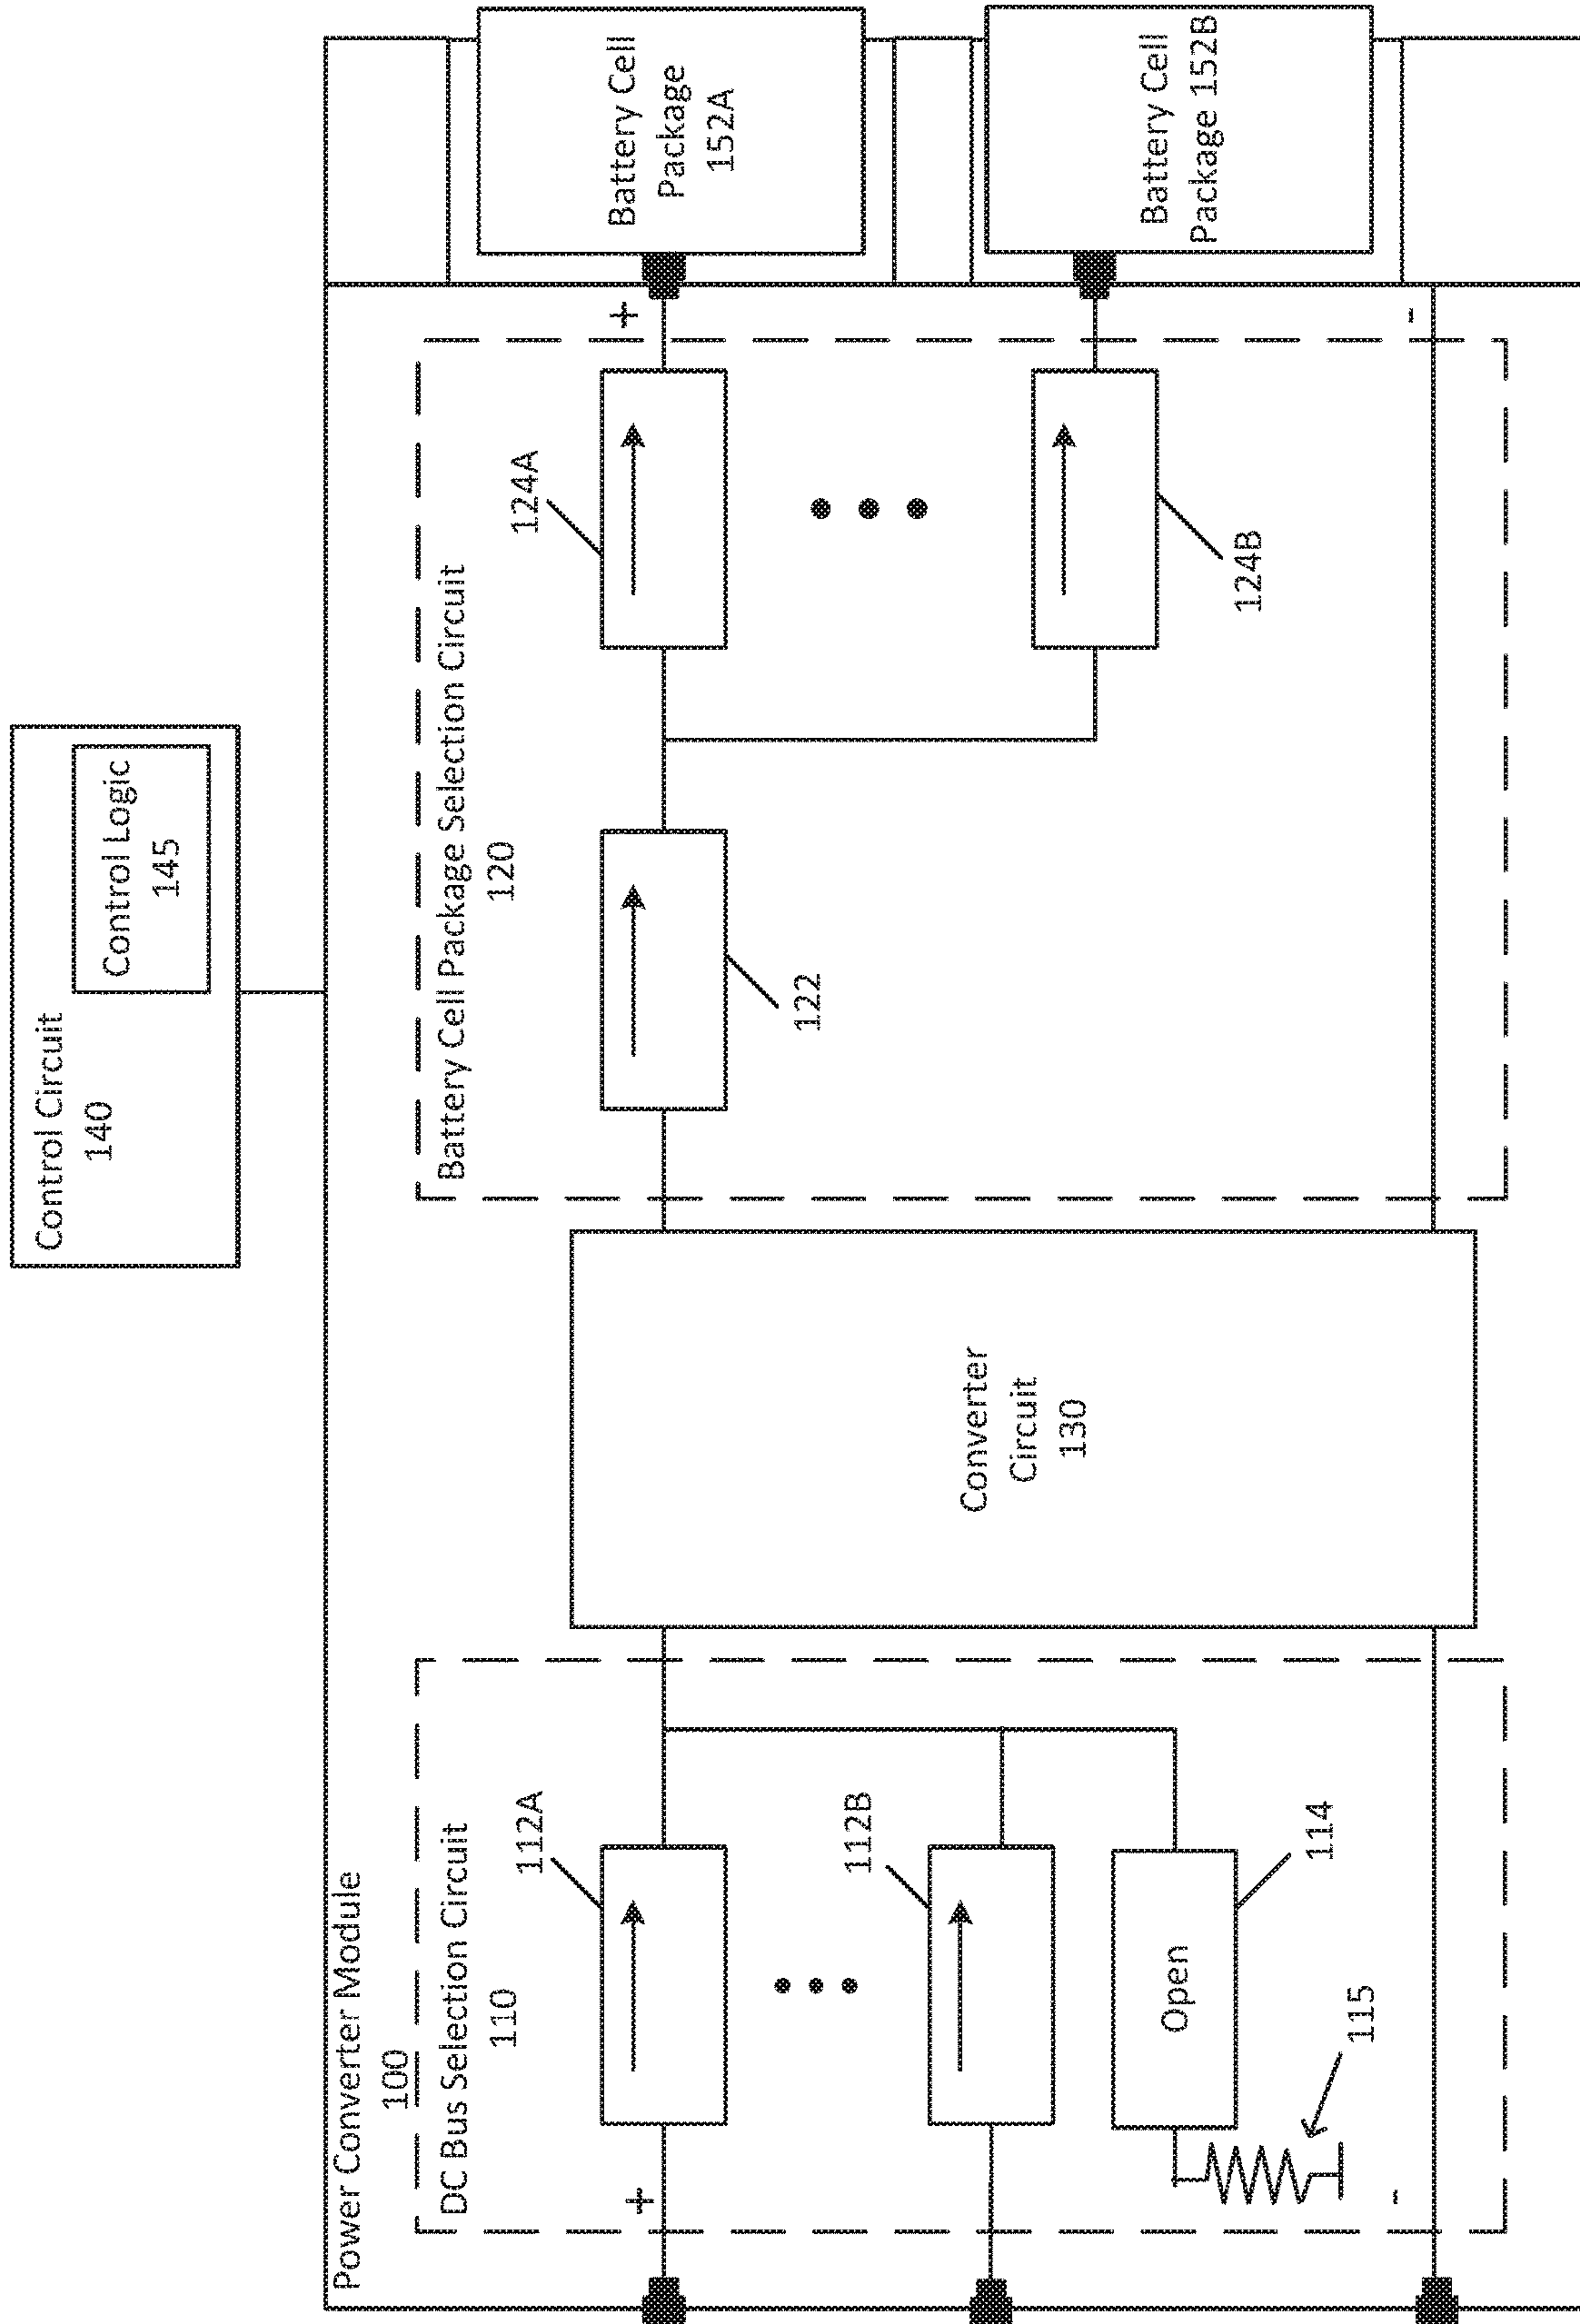 Control Circuit
140
Control Logic
145
Power Converter Module
100
DC Bus Selection Circuit
110
112A
+
112B
Open
114
115
-
Converter
Circuit
130
Battery Cell Package Selection Circuit
120
122
124A
124B
+
-
Battery Cell
Package
152A
Battery Cell
Package 152B